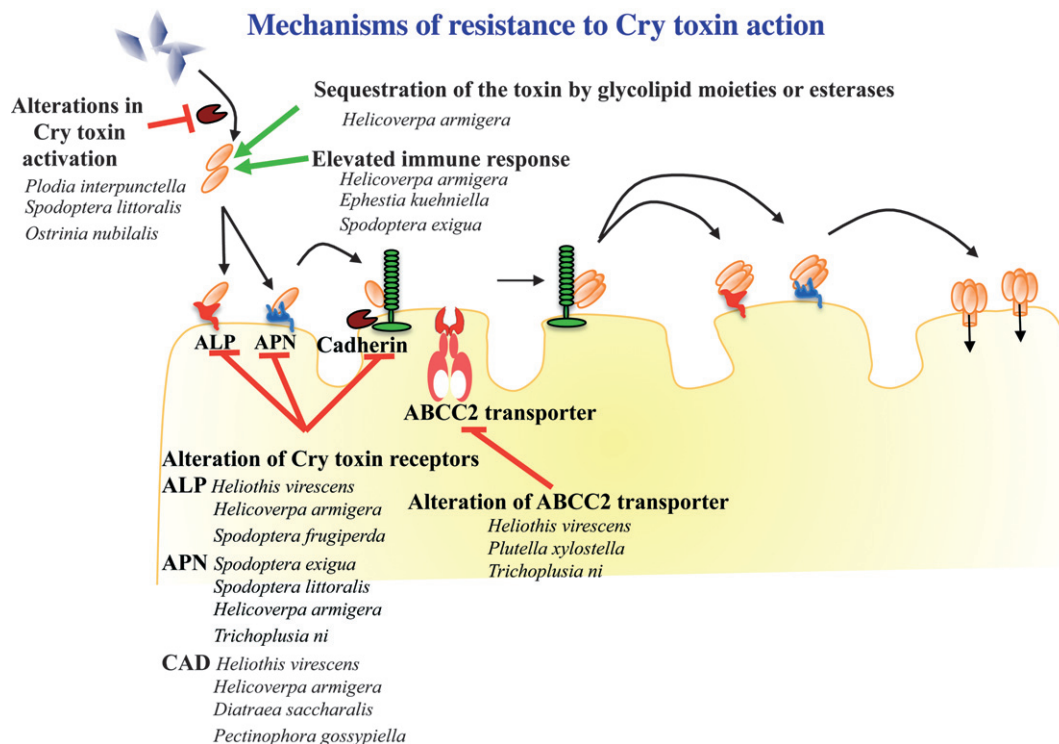 Mechanisms of resistance to Cry toxin action
Alterations in
Cry toxin
activation
Plodia interpunctella
Spodoptera littoralis
Ostrinia nubilalis
Sequestration of the toxin by glycolipid moieties or esterases
Helicoverpa armigera
Elevated immune response
Helicoverpa armigera
Ephestia kuehniella
Spodoptera exigua
ALP APN Cadherin
ABCC2 transporter
Alteration of Cry toxin receptors
ALP Heliothis virescens
Helicoverpa armigera
Spodoptera frugiperda
APN Spodoptera exigua
Spodoptera littoralis
Helicoverpa armigera
Trichoplusia ni
CAD Heliothis virescens
Helicoverpa armigera
Diatraea saccharalis
Pectinophora gossypiella
Alteration of ABCC2 transporter
Heliothis virescens
Plutella xylostella
Trichoplusia ni